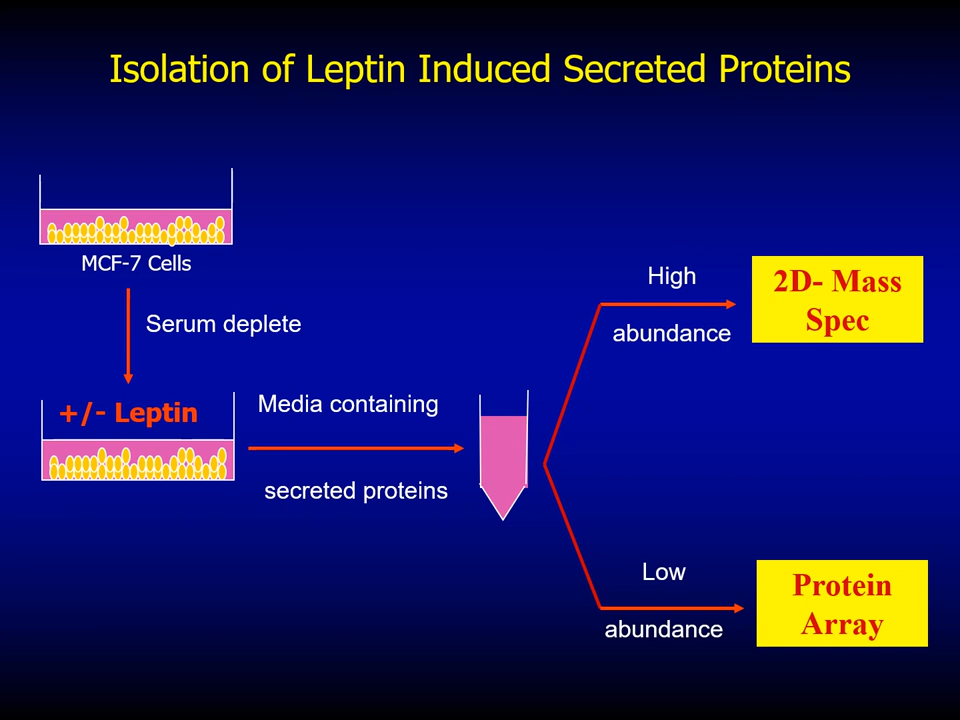 Isolation of Leptin Induced Secreted Proteins
MCF-7 Cells
Serum deplete
+/- Leptin
Media containing
secreted proteins
High
abundance
2D- Mass
Spec
Low
abundance
Protein
Array